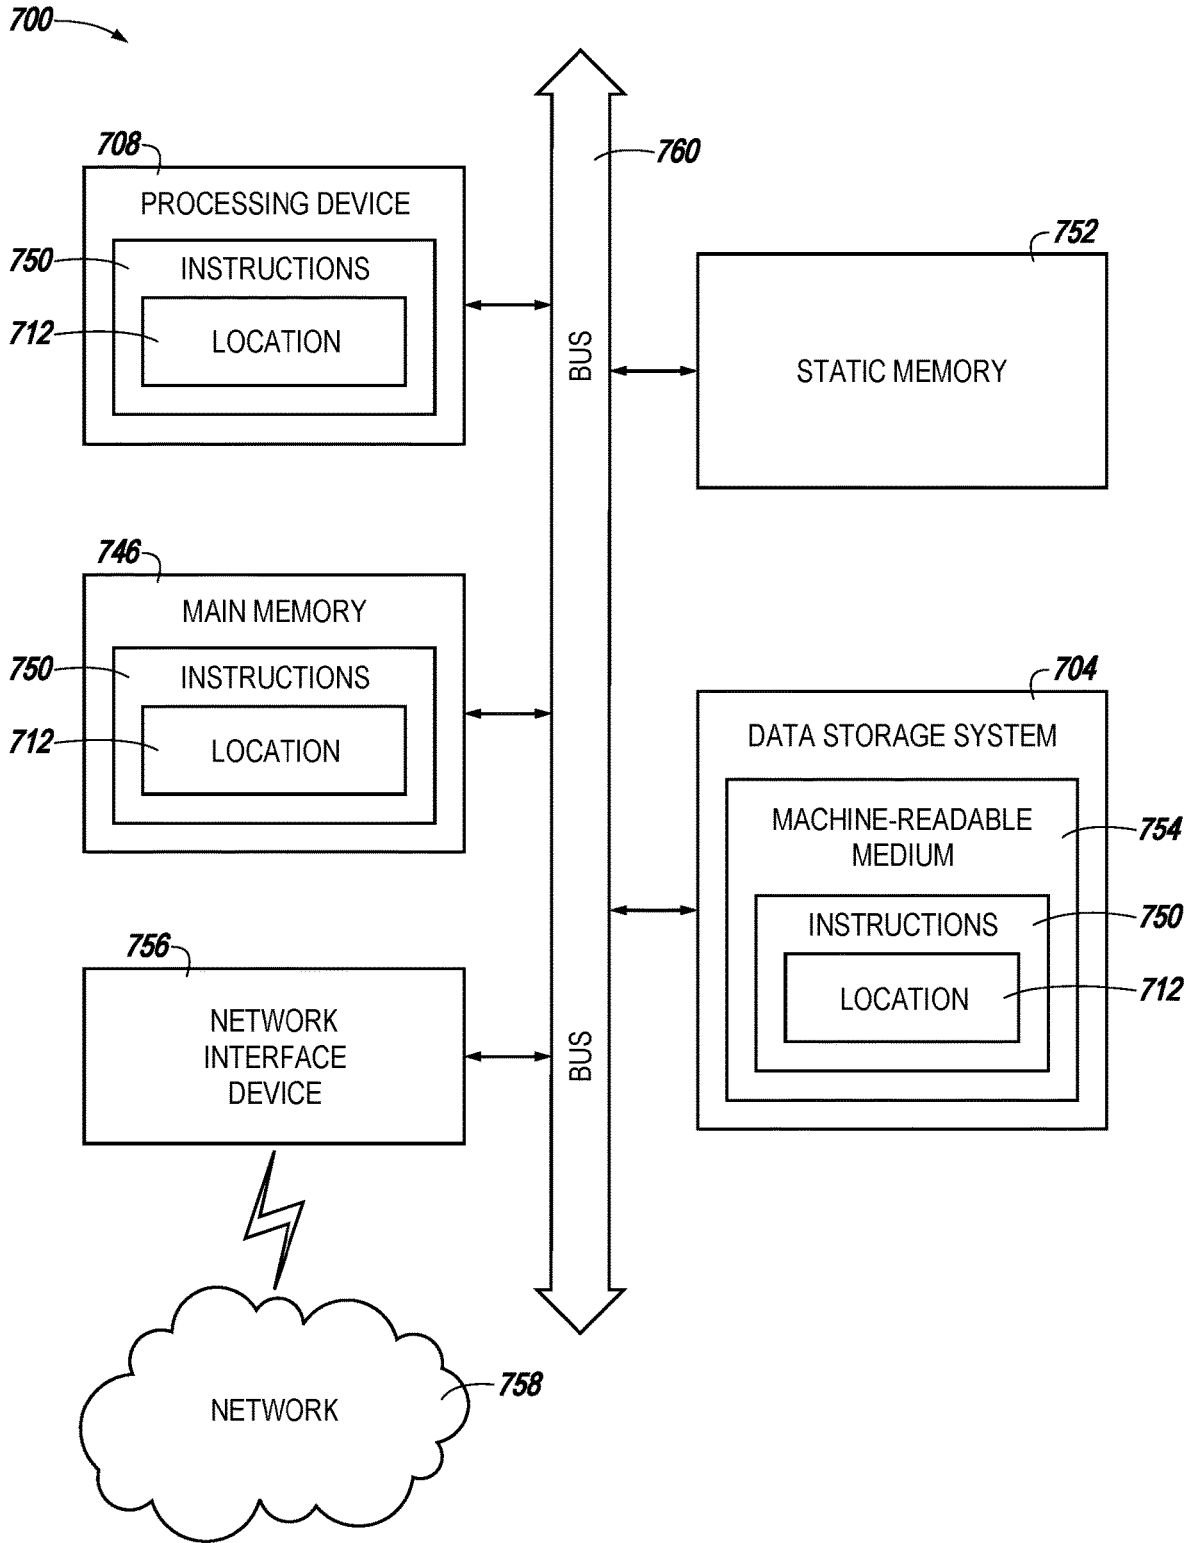 700
708
PROCESSING DEVICE
750
INSTRUCTIONS
712
LOCATION
760
BUS
752
STATIC MEMORY
746
MAIN MEMORY
750
INSTRUCTIONS
712
LOCATION
704
DATA STORAGE SYSTEM
MACHINE-READABLE
MEDIUM
754
INSTRUCTIONS
750
LOCATION
712
756
NETWORK
INTERFACE
DEVICE
BUS
NETWORK
758